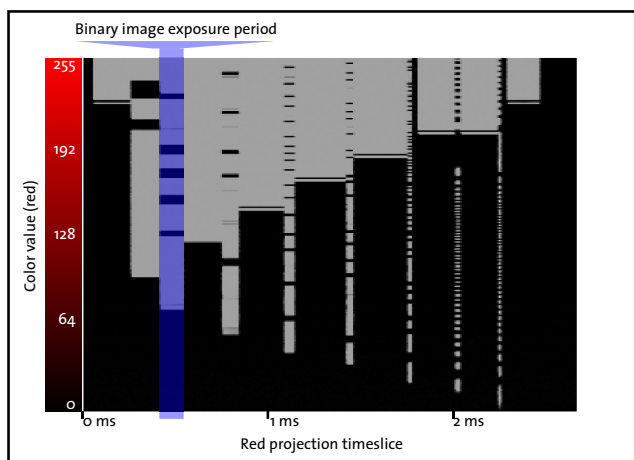 Binary image exposure period
255
192
128
64
0
Color value (red)
0 ms
1 ms
2 ms
Red projection timeslice